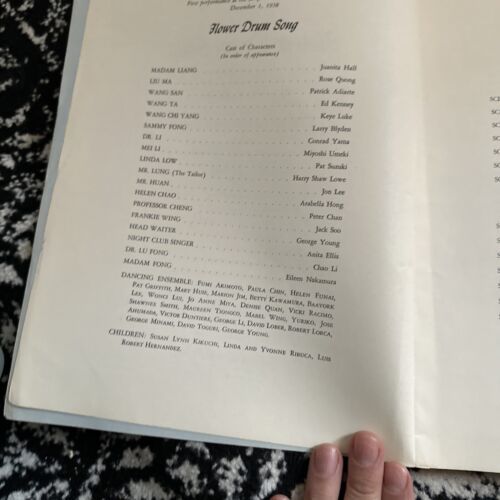 First performance at the
December 1, 1958
Flower Drum Song
Cast of Characters
(In order of appearance)
MADAM LIANG Juanita Hall
LIU MA Rose Quong
WANG SAN Patrick Adiarte
WANG TA Ed Kenney
WANG CHI YANG Keye Luke
SAMMY FONG Larry Blyden
DR. LI Conrad Yama
MEI LI Miyoshi Umeki
LINDA LOW Pat Suzuki
MR. LUNG (The Tailor) Harry Shaw Lowe
MR. HUAN Jon Lee
HELEN CHAO Arabella Hong
PROFESSOR CHENG Peter Chan
FRANKIE WING Jack Soo
HEAD WAITER George Young
NIGHT CLUB SINGER Anita Ellis
DR. LU FONG Chao Li
MADAM FONG Eileen Nakamura
DANCING ENSEMBLE: FUMI AKIMOTO, PAULA CHIN, HELEN FUNAI,
PAT GRIFFITH, MARY HUIE, MARION JIM, BETTY KAWAMURA, BAAYORK
LEE, WONCI LUI, JO ANNE MIYA, DENISE QUAN, VICKI RACIMO,
SHAWNEE SMITH, MAUREEN TIONGCO, MABEL WING, YURIKO, JOSE
AHUMADA, VICTOR DUNTIERE, GEORGE LI, DAVID LOBER, ROBERT LORCA,
GEORGE MINAMI, DAVID TOGURI, GEORGE YOUNG.
CHILDREN: SUSAN LYNN KIKUCHI, LINDA AND YVONNE RIBUCA, LUIS
ROBERT HERNANDEZ.